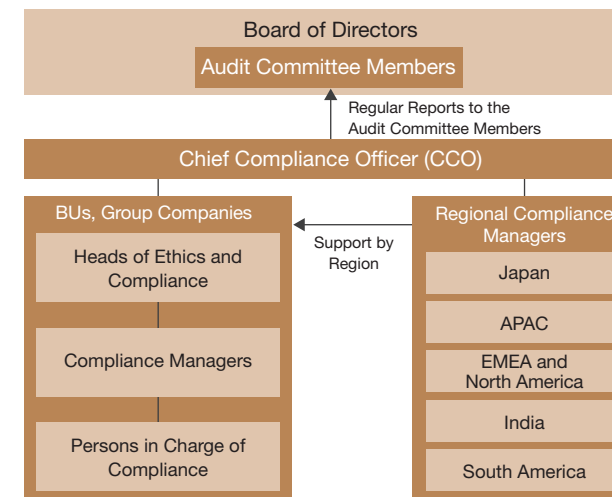 Board of Directors
Audit Committee Members
Regular Reports to the
Audit Committee Members
Chief Compliance Officer (CCO)
BUs, Group Companies
Heads of Ethics and
Compliance
Compliance Managers
Persons in Charge of
Compliance
Support by
Region
Regional Compliance
Managers
Japan
APAC
EMEA and
North America
India
South America